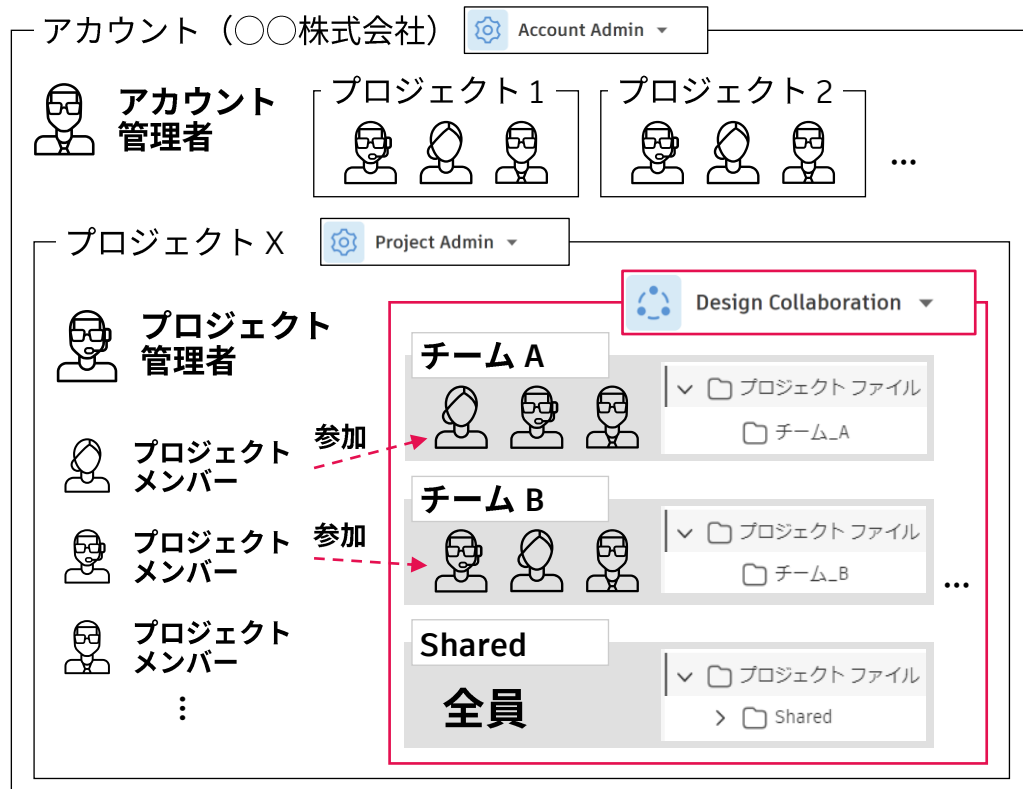 アカウント（○○株式会社）
Account Admin
アカウント
管理者
プロジェクト 1
プロジェクト 2
...
プロジェクト X
Project Admin
プロジェクト
管理者
Design Collaboration
チーム A
プロジェクト ファイル
チーム_A
プロジェクト
メンバー
参加
チーム B
プロジェクト ファイル
チーム_B
プロジェクト
メンバー
参加
...
プロジェクト
メンバー
⋮
Shared
全員
プロジェクト ファイル
Shared